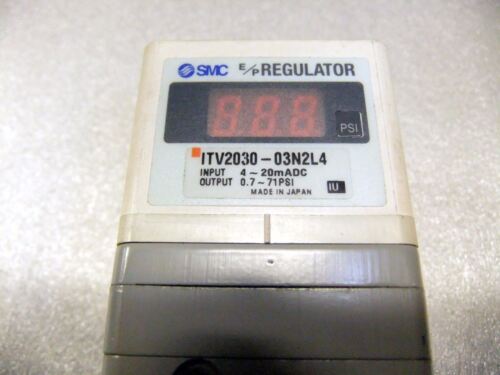 SMC E/P REGULATOR
888
PSI
ITV2030-03N2L4
INPUT 4~20mADC
OUTPUT 0.7~71PSI
MADE IN JAPAN
IU